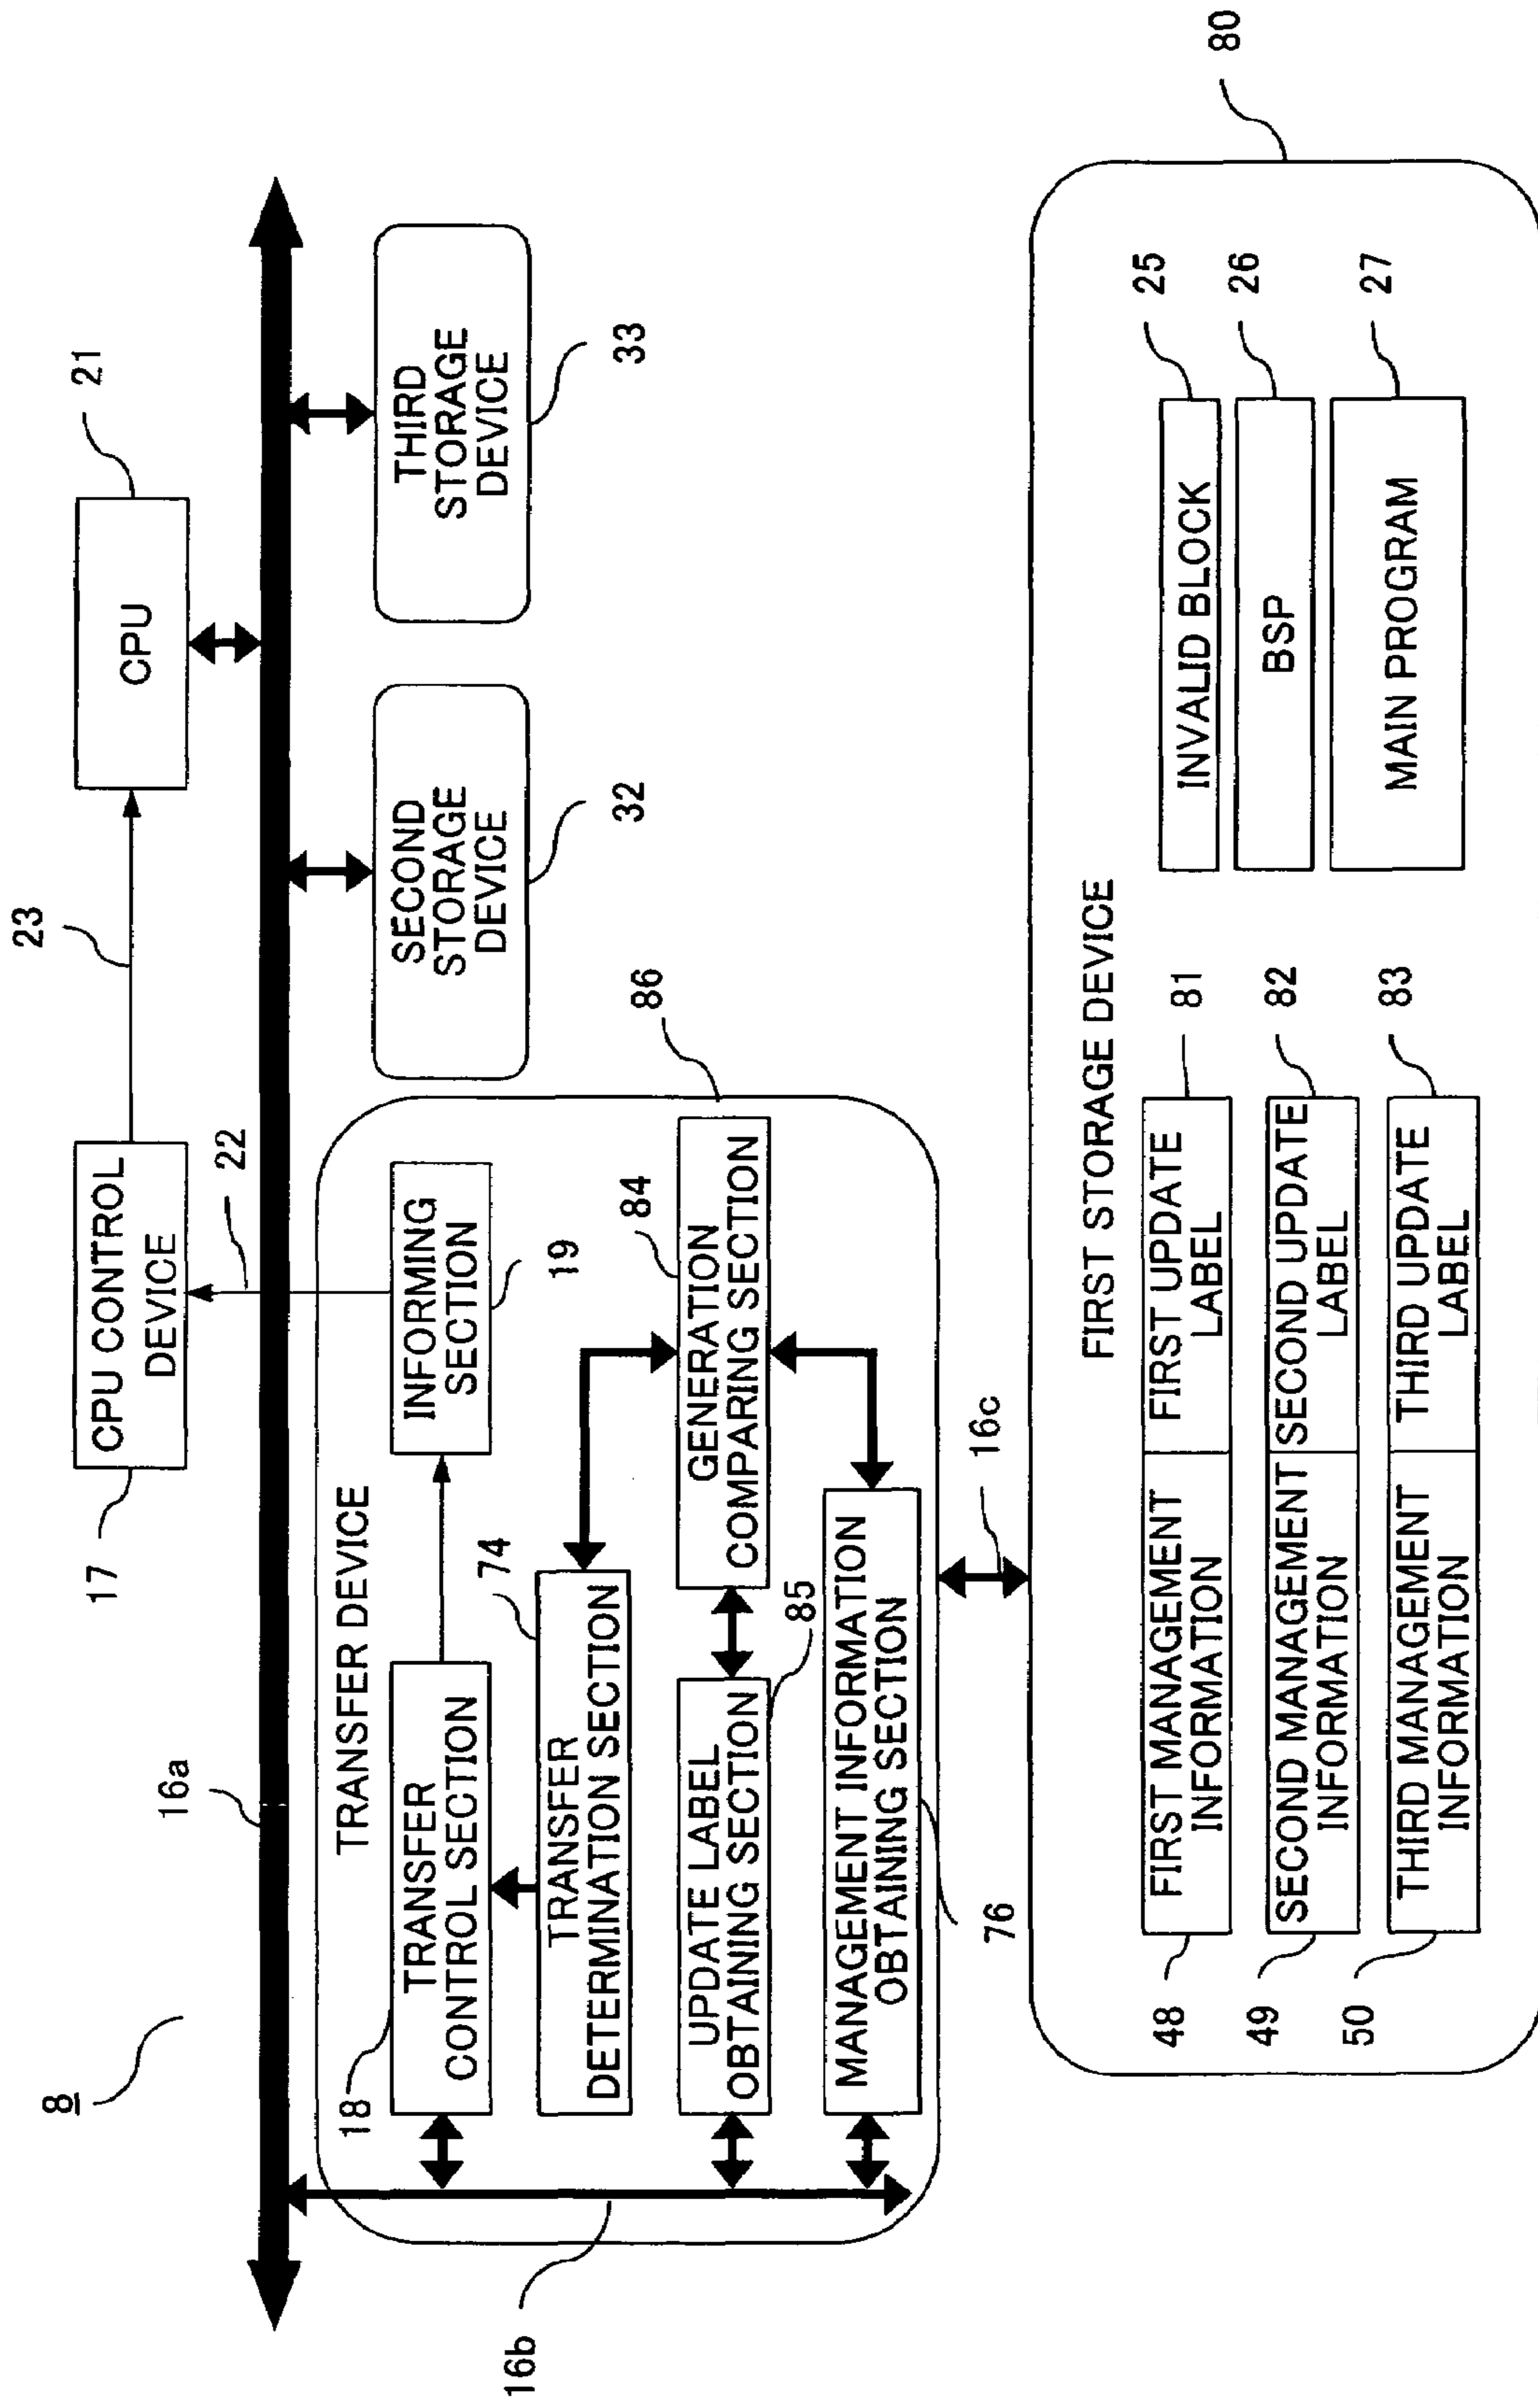 8
16a
17
CPU CONTROL
DEVICE
23
CPU
21
22
TRANSFER DEVICE
18
TRANSFER
CONTROL SECTION
INFORMING
SECTION
19
74
TRANSFER
DETERMINATION SECTION
84
GENERATION
COMPARING SECTION
86
UPDATE LABEL
OBTAINING SECTION
85
MANAGEMENT INFORMATION
OBTAINING SECTION
76
16b
16c
SECOND
STORAGE
DEVICE
32
THIRD
STORAGE
DEVICE
33
80
FIRST STORAGE DEVICE
48
FIRST MANAGEMENT
INFORMATION
FIRST UPDATE
LABEL
81
49
SECOND MANAGEMENT
INFORMATION
SECOND UPDATE
LABEL
82
50
THIRD MANAGEMENT
INFORMATION
THIRD UPDATE
LABEL
83
INVALID BLOCK
25
BSP
26
MAIN PROGRAM
27